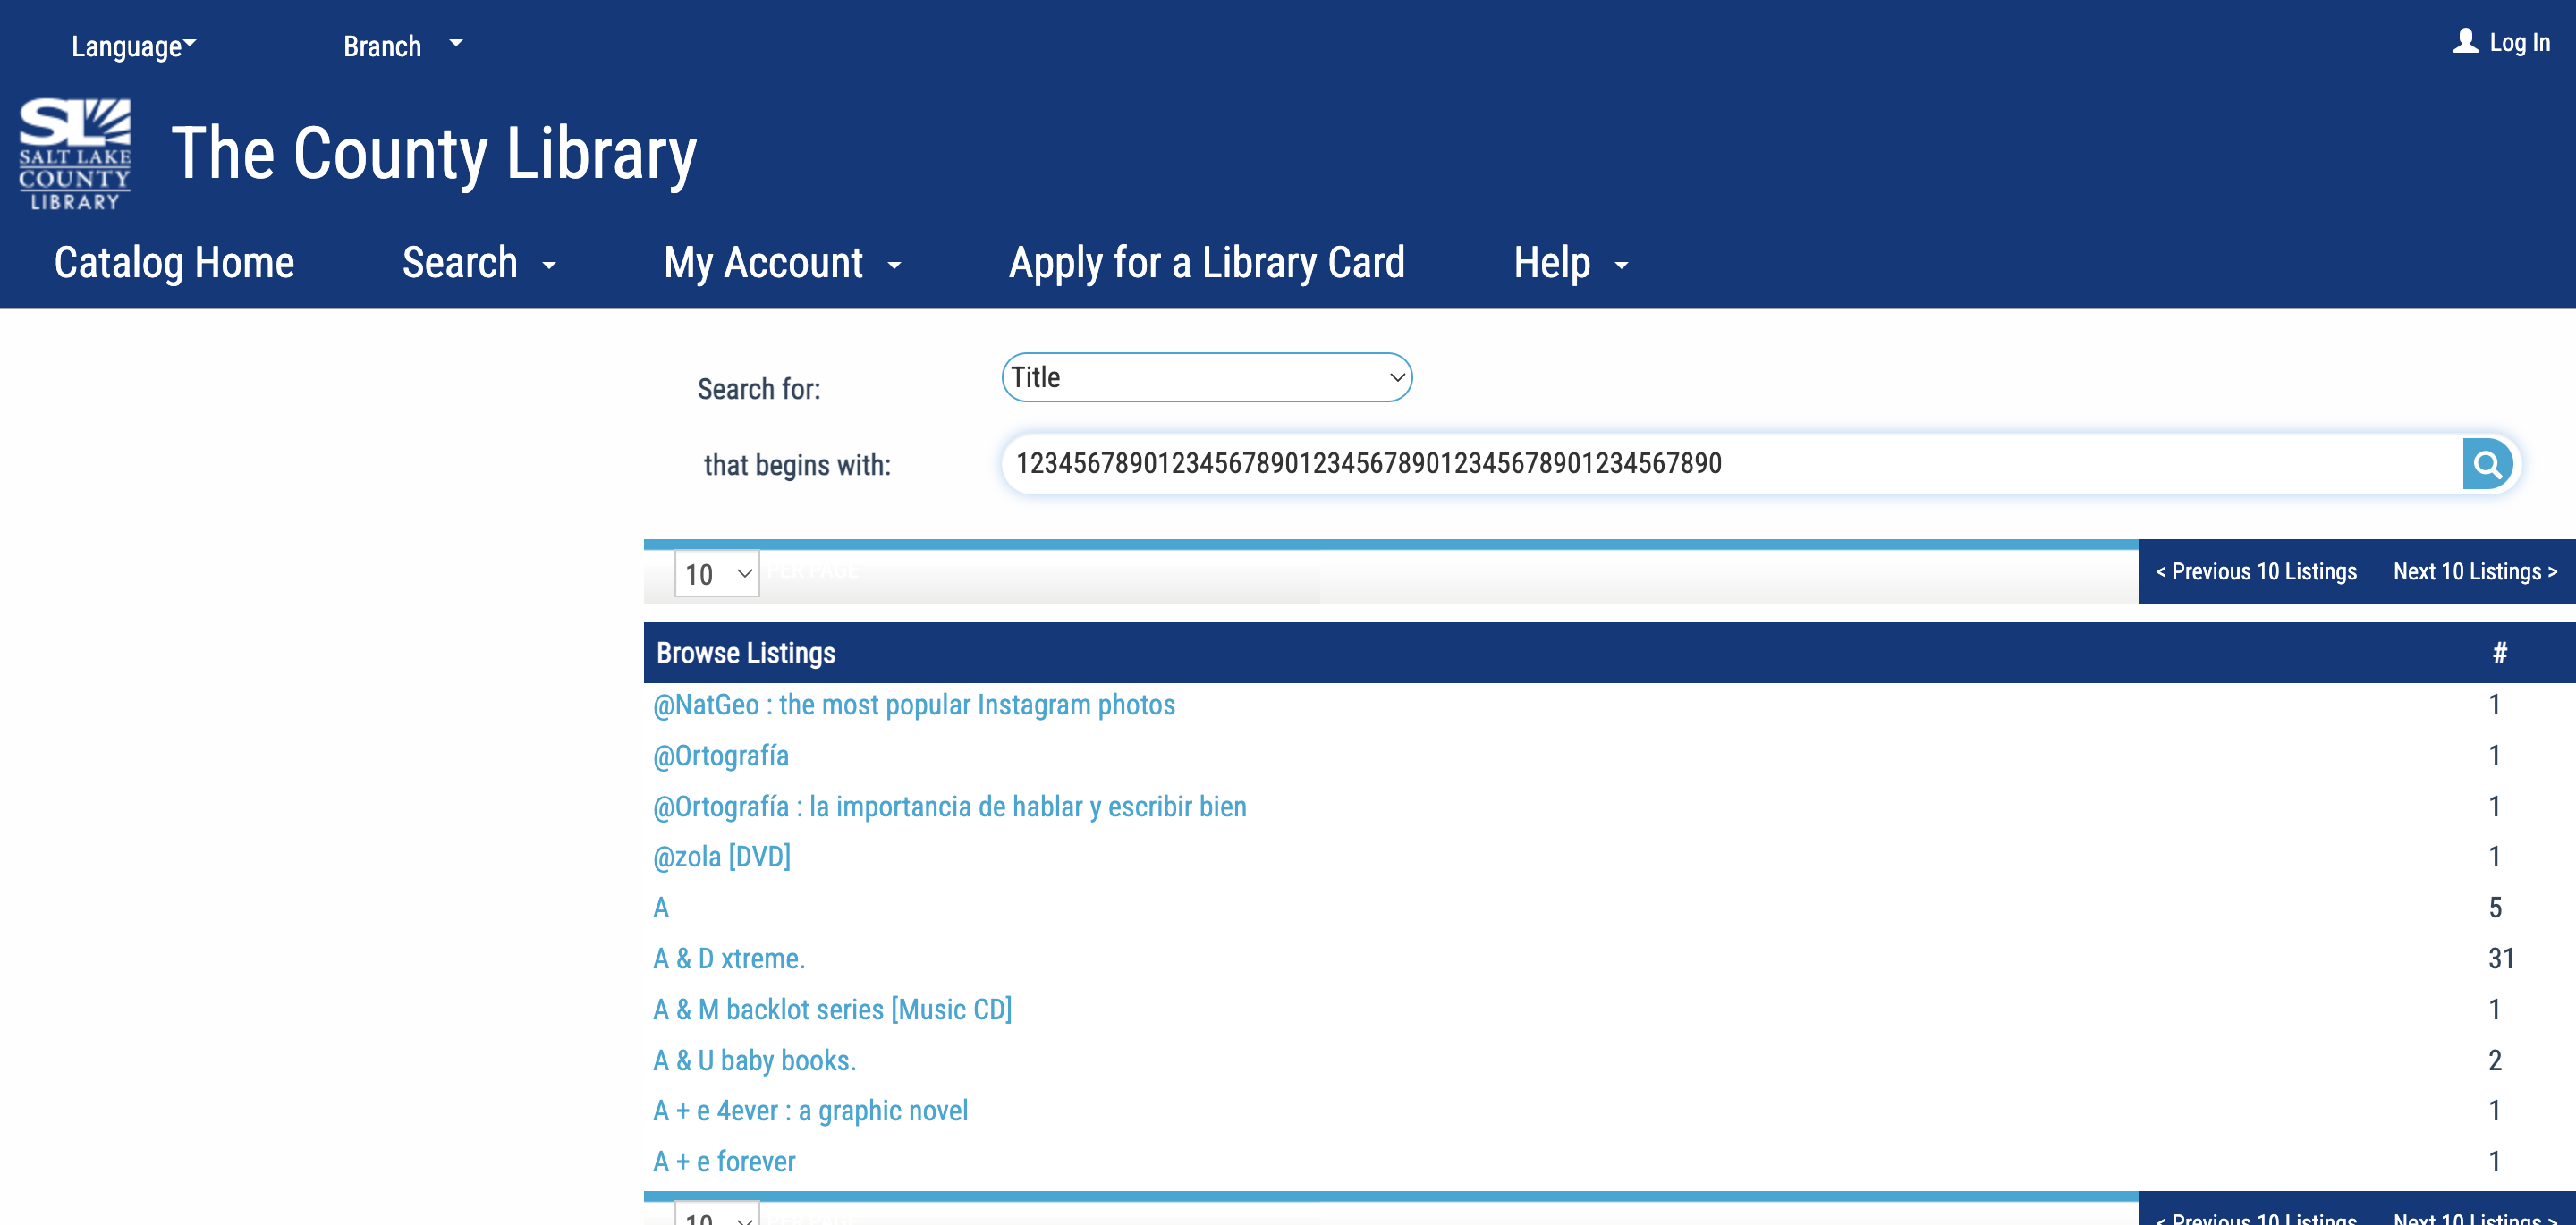 Language
Branch
Log In
SL
SALT LAKE
COUNTY
LIBRARY
The County Library
Catalog Home
Search
My Account
Apply for a Library Card
Help
Search for:
Title
that begins with:
12345678901234567890123456789012345678901234567890
10
PER PAGE
< Previous 10 Listings
Next 10 Listings >
Browse Listings
#
@NatGeo : the most popular Instagram photos 1
@Ortografía 1
@Ortografía : la importancia de hablar y escribir bien 1
@zola [DVD] 1
A 5
A & D xtreme. 31
A & M backlot series [Music CD] 1
A & U baby books. 2
A + e 4ever : a graphic novel 1
A + e forever 1
10
PER PAGE
< Previous 10 Listings
Next 10 Listings >